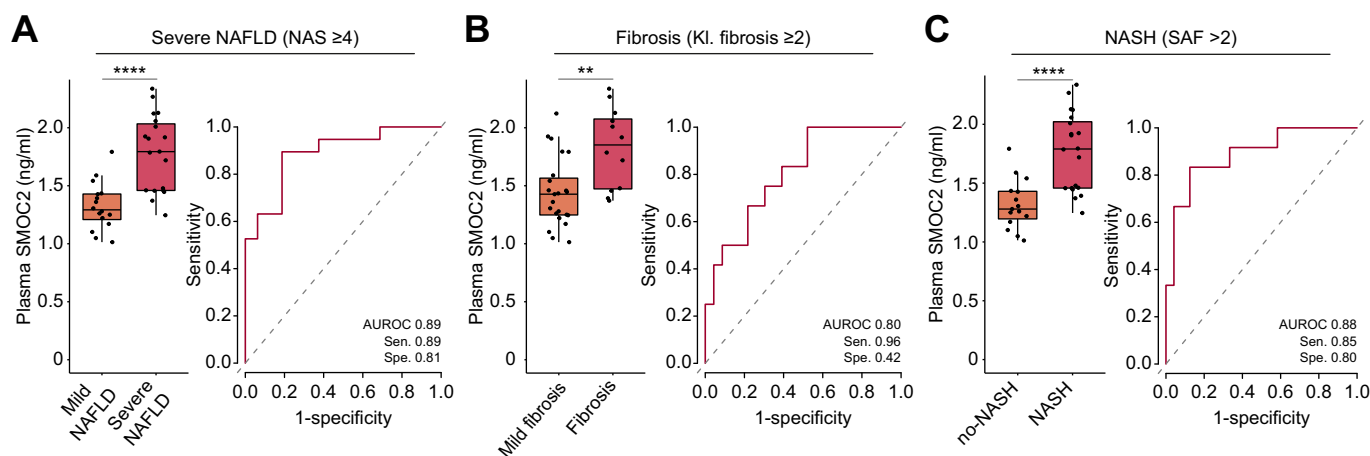 A
Severe NAFLD (NAS ≥4)
****
Plasma SMOC2 (ng/ml)
2.0
1.5
1.0
0.5
0
Mild
NAFLD
Severe
NAFLD
Sensitivity
1.0
0.8
0.6
0.4
0.2
0.0
AUROC 0.89
Sen. 0.89
Spe. 0.81
0.0 0.2 0.4 0.6 0.8 1.0
1-specificity
B
Fibrosis (Kl. fibrosis ≥2)
**
Plasma SMOC2 (ng/ml)
2.0
1.5
1.0
1.5
0
Mild fibrosis
Fibrosis
Sensitivity
1.0
0.8
0.6
0.4
0.2
0.0
AUROC 0.80
Sen. 0.96
Spe. 0.42
0.0 0.2 0.4 0.6 0.8 1.0
1-specificity
C
NASH (SAF >2)
****
Plasma SMOC2 (ng/ml)
2.0
1.5
1.0
1.5
0
no-NASH
NASH
Sensitivity
1.0
0.8
0.6
0.4
0.2
0.0
AUROC 0.88
Sen. 0.85
Spe. 0.80
0.0 0.2 0.4 0.6 0.8 1.0
1-specificity